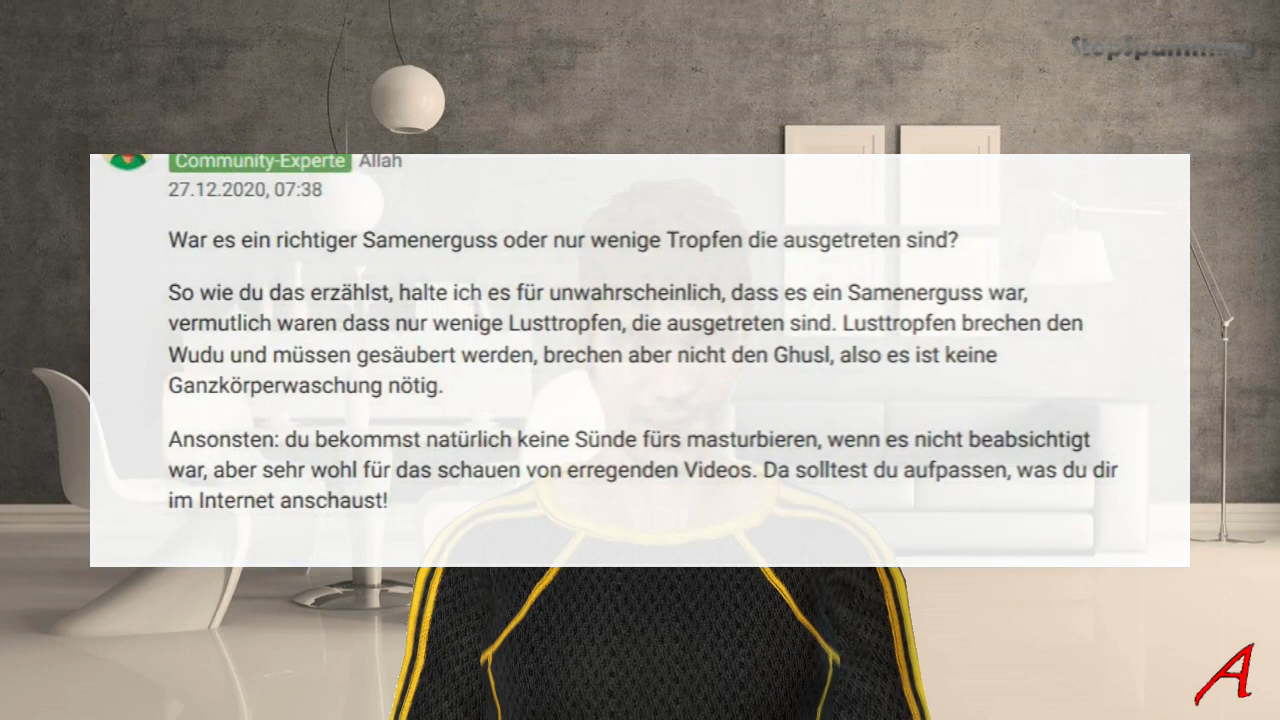 StopSpamming
Community-Experte Allah
27.12.2020, 07:38
War es ein richtiger Samenerguss oder nur wenige Tropfen die ausgetreten sind?
So wie du das erzählst, halte ich es für unwahrscheinlich, dass es ein Samenerguss war,
vermutlich waren dass nur wenige Lusttropfen, die ausgetreten sind. Lusttropfen brechen den
Wudu und müssen gesäubert werden, brechen aber nicht den Ghusl, also es ist keine
Ganzkörperwaschung nötig.
Ansonsten: du bekommst natürlich keine Sünde fürs masturbieren, wenn es nicht beabsichtigt
war, aber sehr wohl für das schauen von erregenden Videos. Da solltest du aufpassen, was du dir
im Internet anschaust!
A